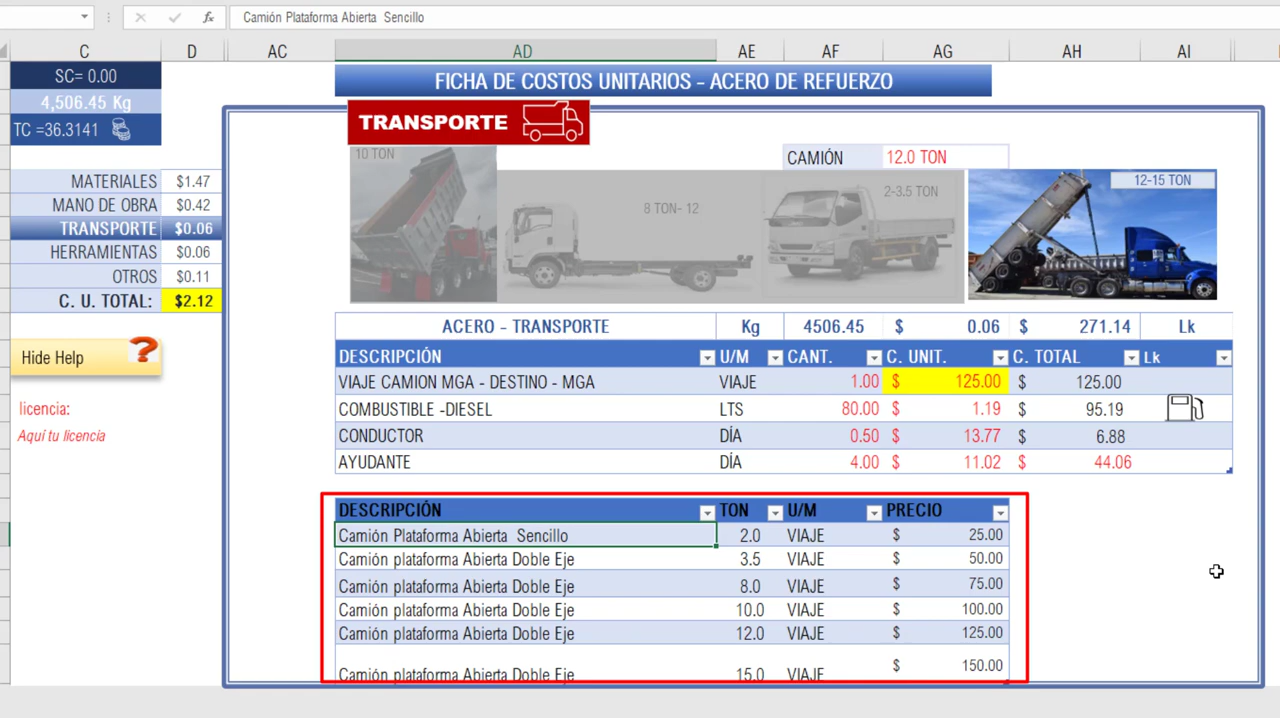 fx Camión Plataforma Abierta  Sencillo
C D AC AD AE AF AG AH AI
SC= 0.00
4,506.45 Kg
TC =36.3141
MATERIALES $1.47
MANO DE OBRA $0.42
TRANSPORTE $0.06
HERRAMIENTAS $0.06
OTROS $0.11
C. U. TOTAL: $2.12
Hide Help ?
licencia:
Aquí tu licencia
FICHA DE COSTOS UNITARIOS - ACERO DE REFUERZO
TRANSPORTE
CAMIÓN 12.0 TON
10 TON
8 TON- 12
2-3.5 TON
12-15 TON
ACERO - TRANSPORTE Kg 4506.45 $ 0.06 $ 271.14 Lk
DESCRIPCIÓN U/M CANT. C. UNIT. C. TOTAL Lk
VIAJE CAMION MGA - DESTINO - MGA VIAJE 1.00 $ 125.00 $ 125.00
COMBUSTIBLE -DIESEL LTS 80.00 $ 1.19 $ 95.19
CONDUCTOR DÍA 0.50 $ 13.77 $ 6.88
AYUDANTE DÍA 4.00 $ 11.02 $ 44.06
DESCRIPCIÓN TON U/M PRECIO
Camión Plataforma Abierta  Sencillo 2.0 VIAJE $ 25.00
Camión plataforma Abierta Doble Eje 3.5 VIAJE $ 50.00
Camión plataforma Abierta Doble Eje 8.0 VIAJE $ 75.00
Camión plataforma Abierta Doble Eje 10.0 VIAJE $ 100.00
Camión plataforma Abierta Doble Eje 12.0 VIAJE $ 125.00
Camión plataforma Abierta Doble Eje 15.0 VIAJE $ 150.00